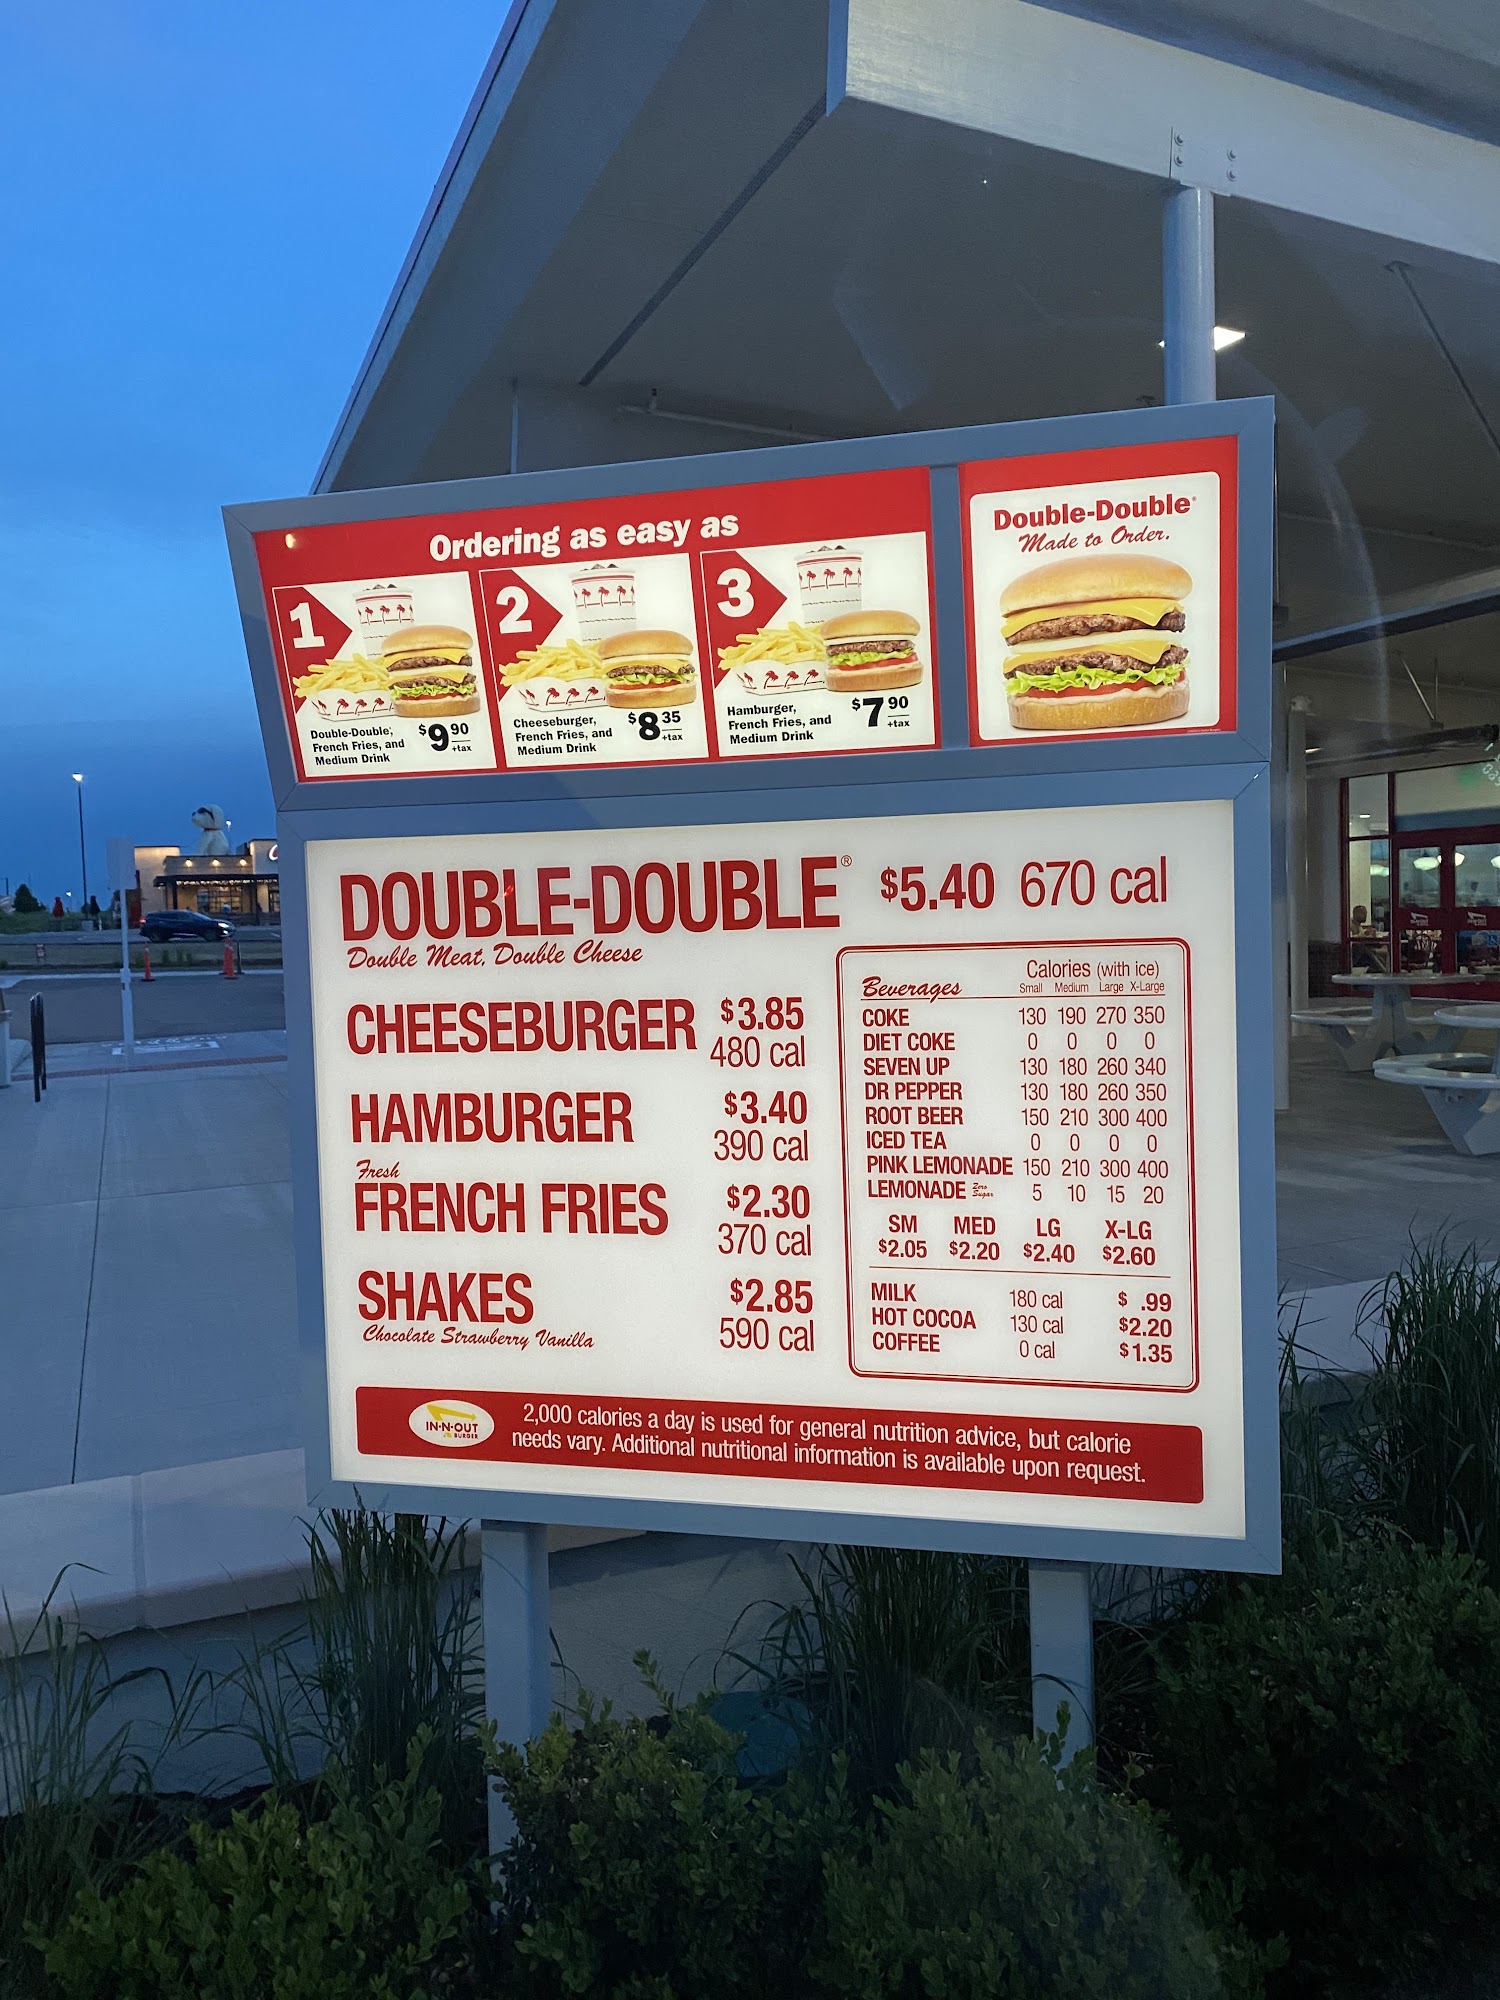 Ordering as easy as
1
Double-Double®,
French Fries, and
Medium Drink
$9.90
+tax
2
Cheeseburger,
French Fries, and
Medium Drink
$8.35
+tax
3
Hamburger,
French Fries, and
Medium Drink
$7.90
+tax
Double-Double®
Made to Order.
DOUBLE-DOUBLE® $5.40 670 cal
Double Meat, Double Cheese
CHEESEBURGER $3.85
480 cal
HAMBURGER $3.40
390 cal
Fresh
FRENCH FRIES $2.30
370 cal
SHAKES $2.85
Chocolate Strawberry Vanilla 590 cal
Calories (with ice)
Beverages Small Medium Large X-Large
COKE 130 190 270 350
DIET COKE 0 0 0 0
SEVEN UP 130 180 260 340
DR PEPPER 130 180 260 350
ROOT BEER 150 210 300 400
ICED TEA 0 0 0 0
PINK LEMONADE 150 210 300 400
LEMONADE Zero Sugar 5 10 15 20
SM MED LG X-LG
$2.05 $2.20 $2.40 $2.60
MILK 180 cal $ .99
HOT COCOA 130 cal $2.20
COFFEE 0 cal $1.35
IN-N-OUT
BURGER
2,000 calories a day is used for general nutrition advice, but calorie
needs vary. Additional nutritional information is available upon request.